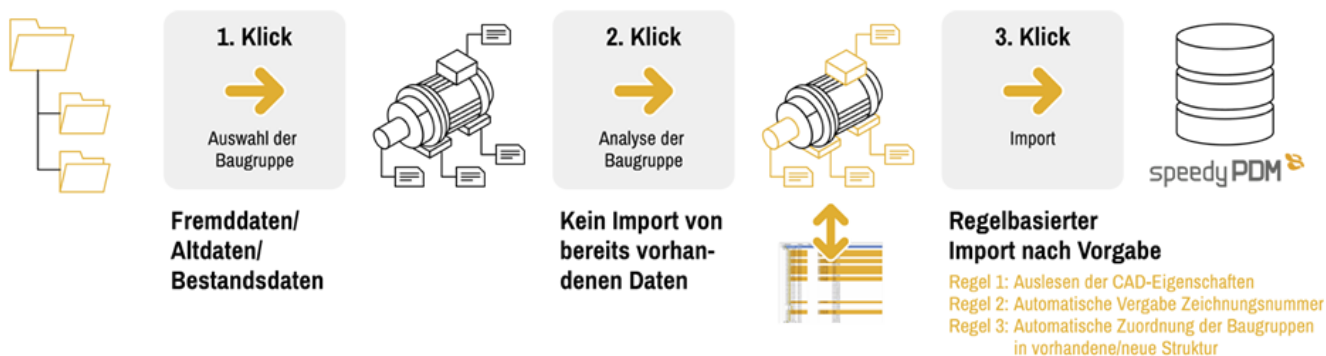 1. Klick
Auswahl der
Baugruppe
Fremddaten/
Altdaten/
Bestandsdaten
2. Klick
Analyse der
Baugruppe
Kein Import von
bereits vorhan-
denen Daten
3. Klick
Import
speedyPDM
Regelbasierter
Import nach Vorgabe
Regel 1: Auslesen der CAD-Eigenschaften
Regel 2: Automatische Vergabe Zeichnungsnummer
Regel 3: Automatische Zuordnung der Baugruppen
in vorhandene/neue Struktur